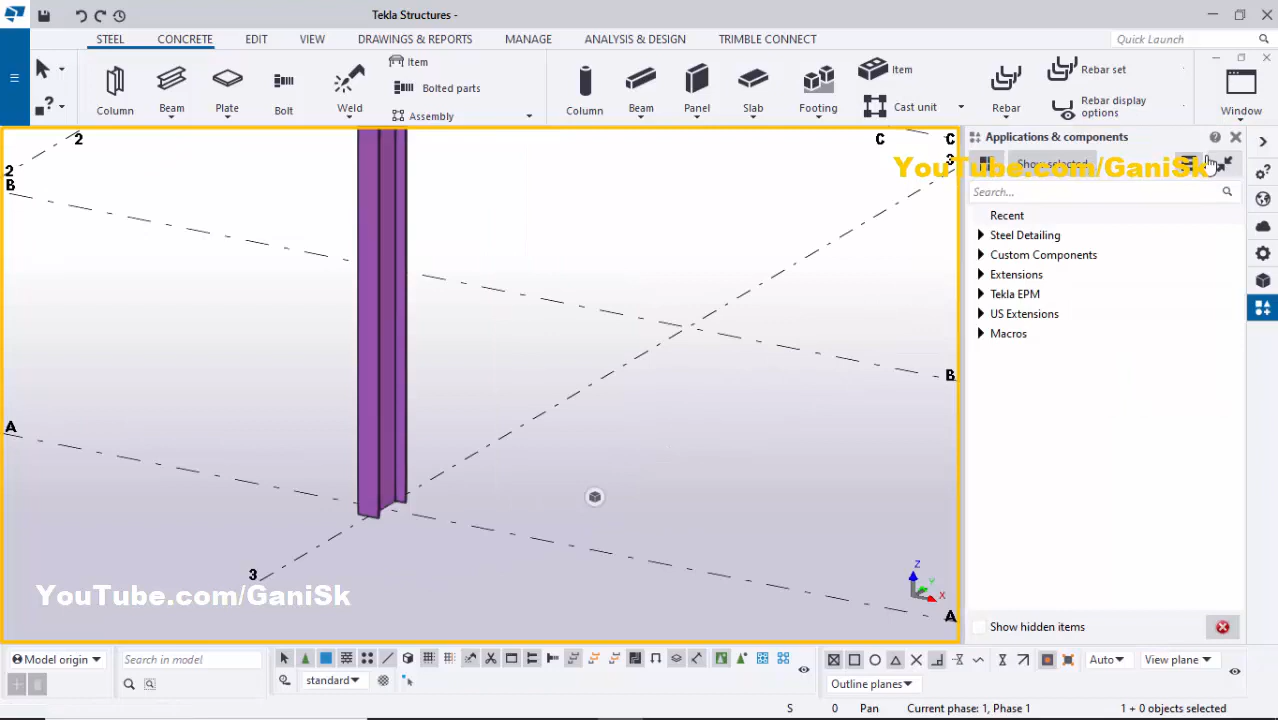 Tekla Structures -
STEEL CONCRETE EDIT VIEW DRAWINGS & REPORTS MANAGE ANALYSIS & DESIGN TRIMBLE CONNECT Quick Launch
Item Item Rebar set
Bolted parts Cast unit Rebar display options
Column Beam Plate Bolt Weld Assembly Column Beam Panel Slab Footing Rebar Window
2 C C
2 3
B
B
A
3
A
Z
Y
X
YouTube.com/GaniSk
Applications & components
Show selected
YouTube.com/GaniSk
Search...
Recent
Steel Detailing
Custom Components
Extensions
Tekla EPM
US Extensions
Macros
Show hidden items
Model origin Search in model
standard
Auto View plane
Outline planes
S 0 Pan Current phase: 1, Phase 1 1 + 0 objects selected